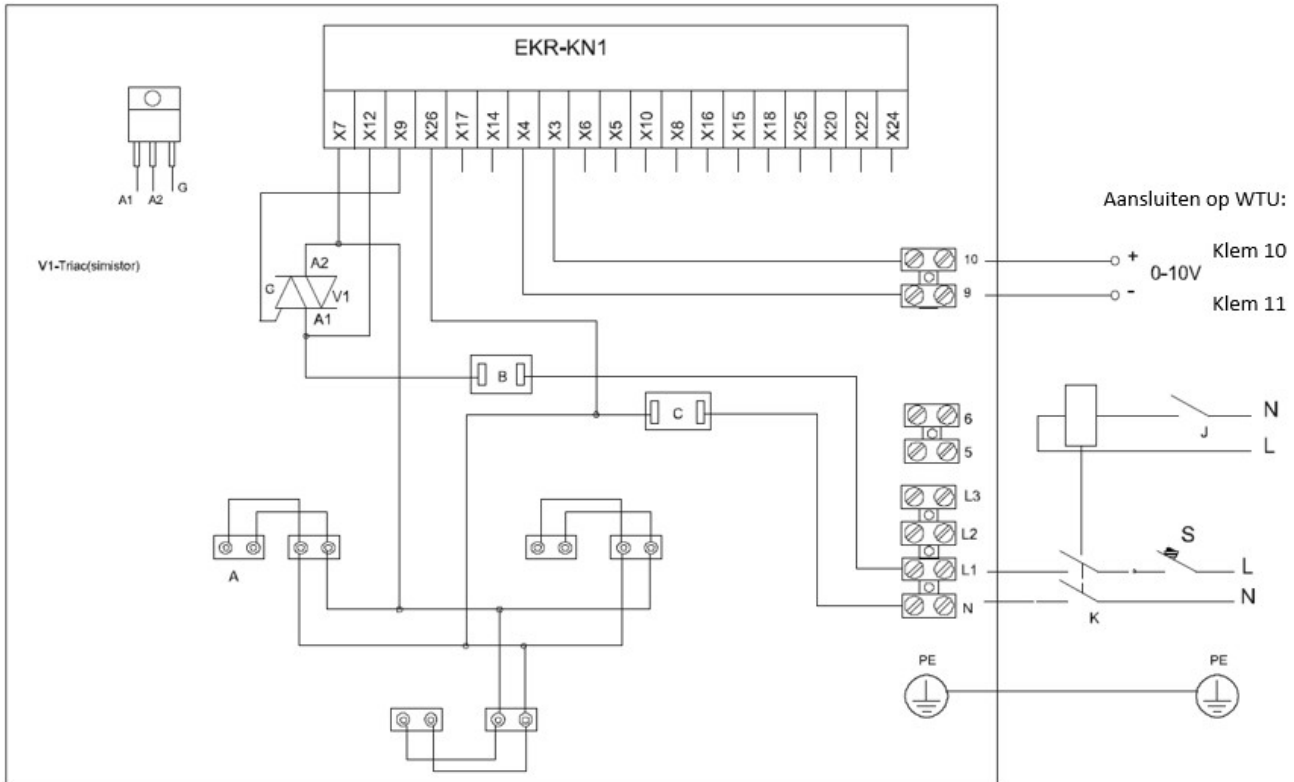 EKR-KN1
X7 X12 X9 X26 X17 X14 X4 X3 X6 X5 X10 X8 X16 X15 X18 X25 X20 X22 X24
A1 A2 G
V1-Triac(simistor)
Aansluiten op WTU:
10 + Klem 10
0-10V
9 - Klem 11
A2
G V1
A1
B
C
6
5
N
J
L
L3
L2
S
L1 L
N N
K
A
PE PE